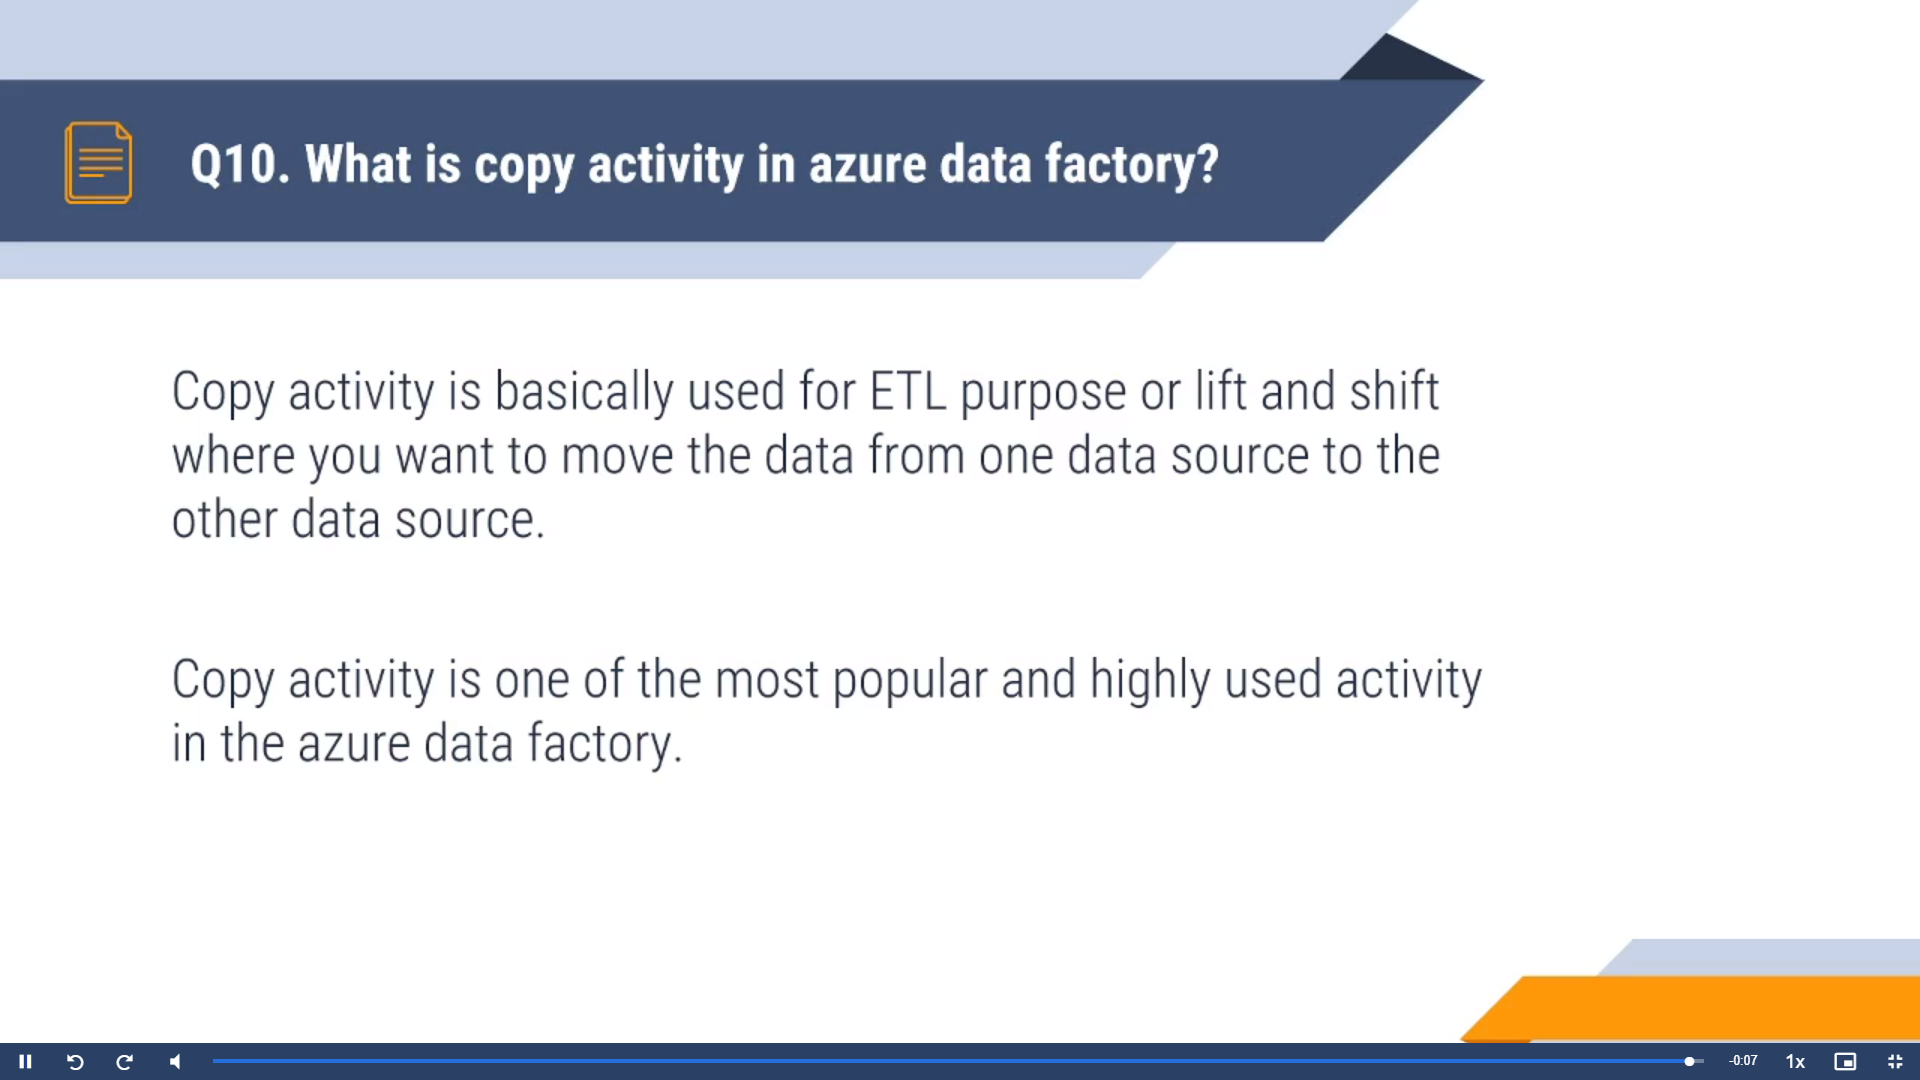 Q10. What is copy activity in azure data factory?
Copy activity is basically used for ETL purpose or lift and shift
where you want to move the data from one data source to the
other data source.
Copy activity is one of the most popular and highly used activity
in the azure data factory.
-0:07
1x